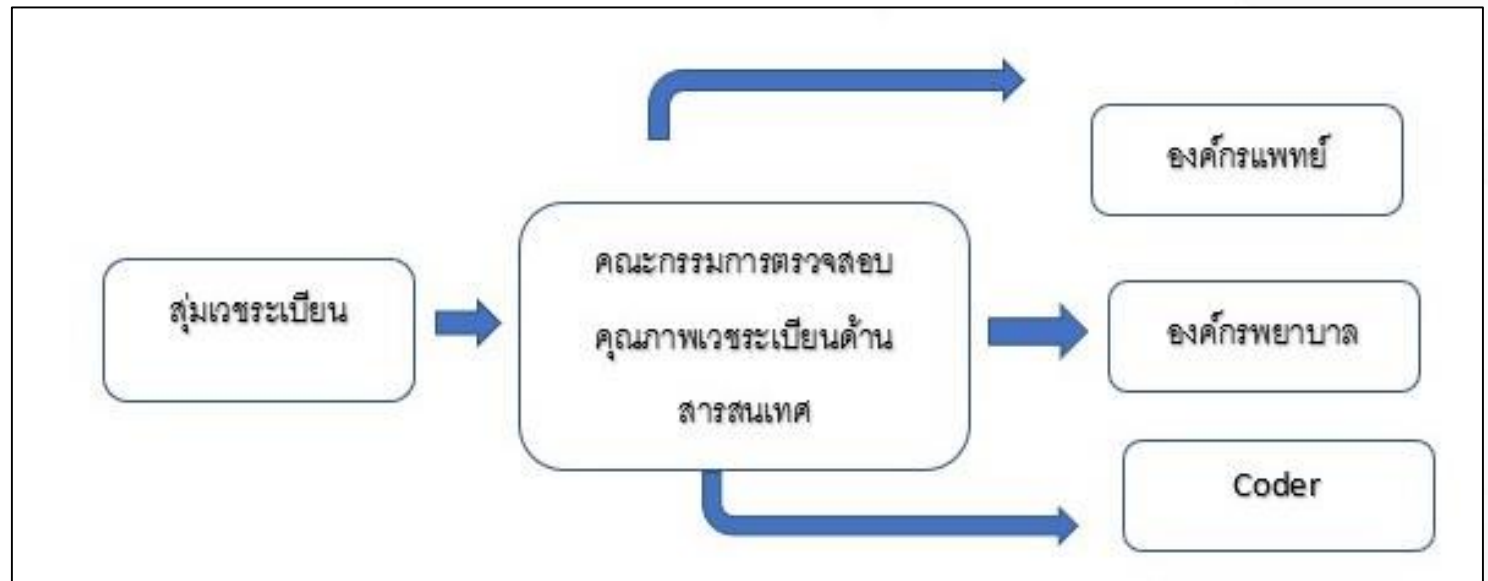 องค์กรแพทย์
สุ่มเวชระเบียน
คณะกรรมการตรวจสอบ
คุณภาพเวชระเบียนด้าน
สารสนเทศ
องค์กรพยาบาล
Coder